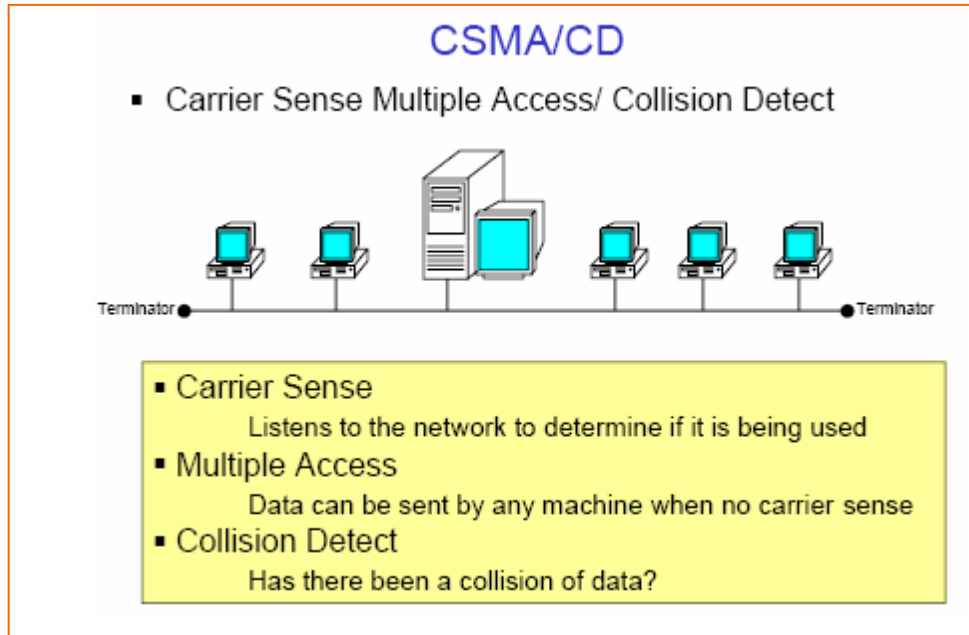 CSMA/CD
▪ Carrier Sense Multiple Access/ Collision Detect
Terminator
Terminator
▪ Carrier Sense
Listens to the network to determine if it is being used
▪ Multiple Access
Data can be sent by any machine when no carrier sense
▪ Collision Detect
Has there been a collision of data?